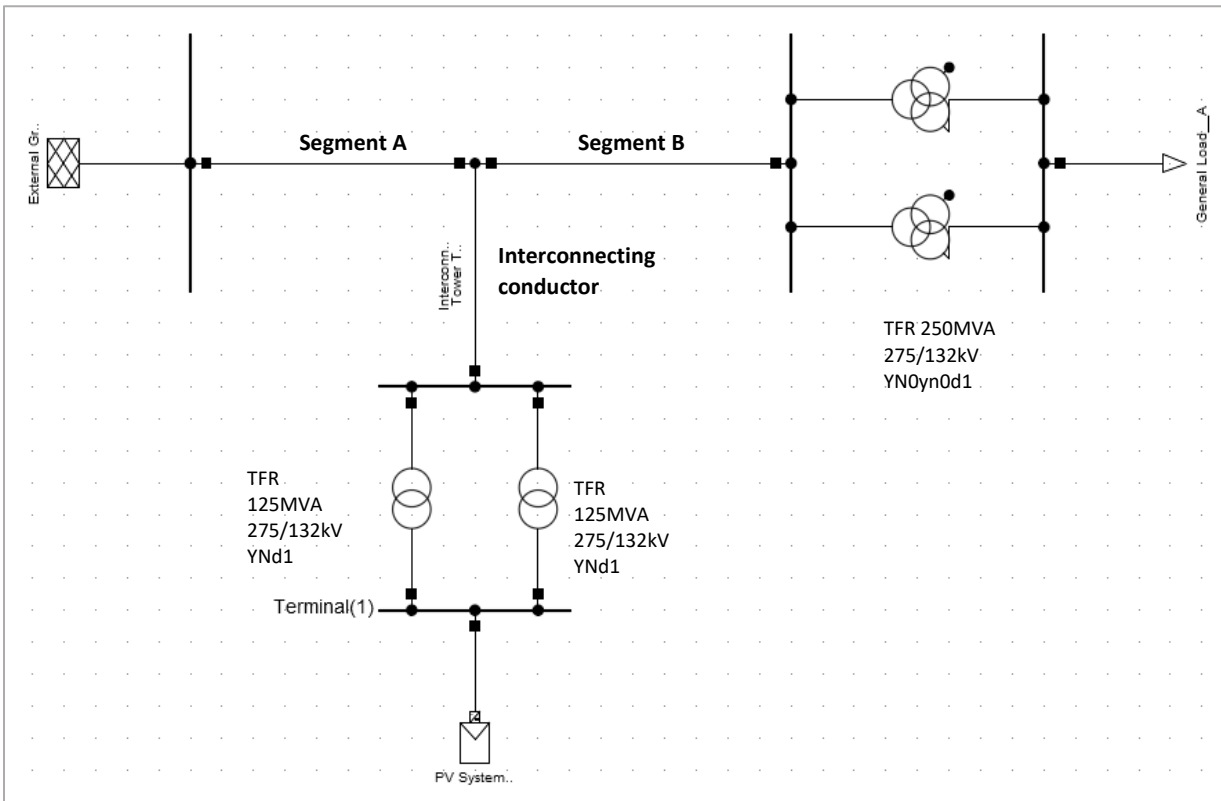 Segment A
Segment B
External Gr..
General Load__A
Interconn..
Tower T..
Interconnecting
conductor
TFR 250MVA
275/132kV
YN0yn0d1
TFR
125MVA
275/132kV
YNd1
TFR
125MVA
275/132kV
YNd1
Terminal(1)
PV System..